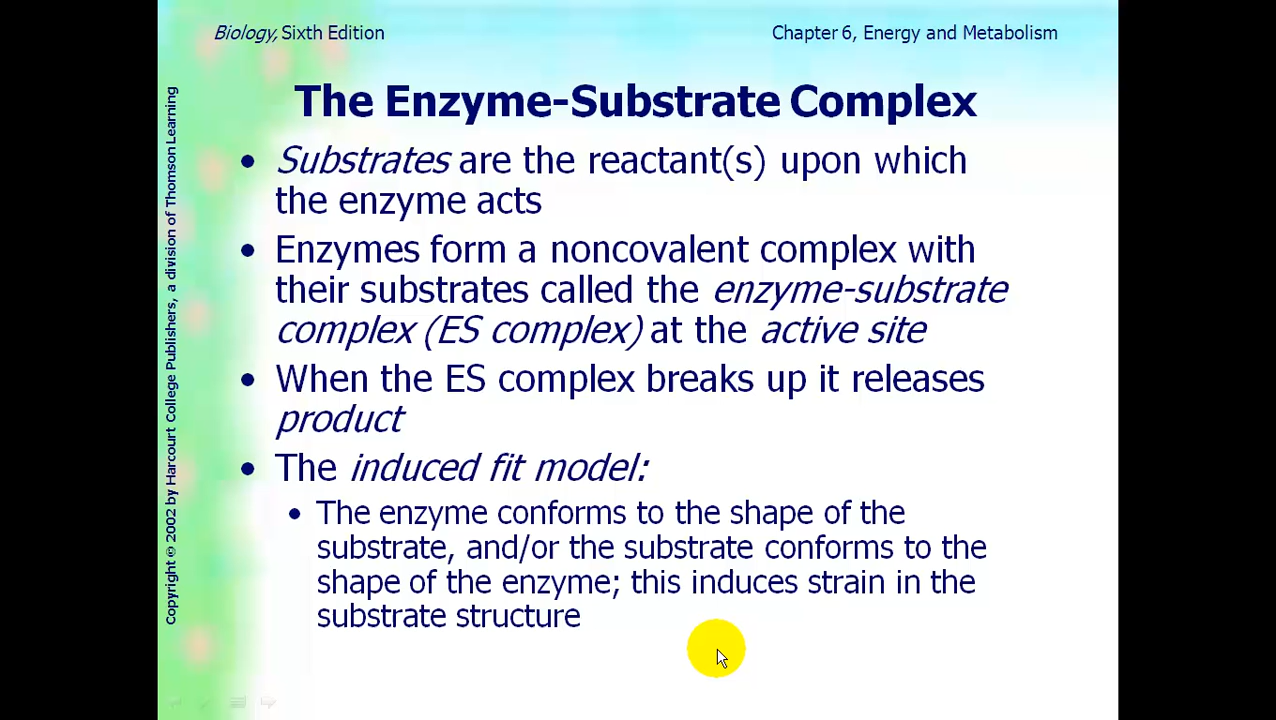 Biology, Sixth Edition
Chapter 6, Energy and Metabolism
The Enzyme-Substrate Complex
• Substrates are the reactant(s) upon which
the enzyme acts
• Enzymes form a noncovalent complex with
their substrates called the enzyme-substrate
complex (ES complex) at the active site
• When the ES complex breaks up it releases
product
• The induced fit model:
• The enzyme conforms to the shape of the
substrate, and/or the substrate conforms to the
shape of the enzyme; this induces strain in the
substrate structure
Copyright © 2002 by Harcourt College Publishers, a division of Thomson Learning